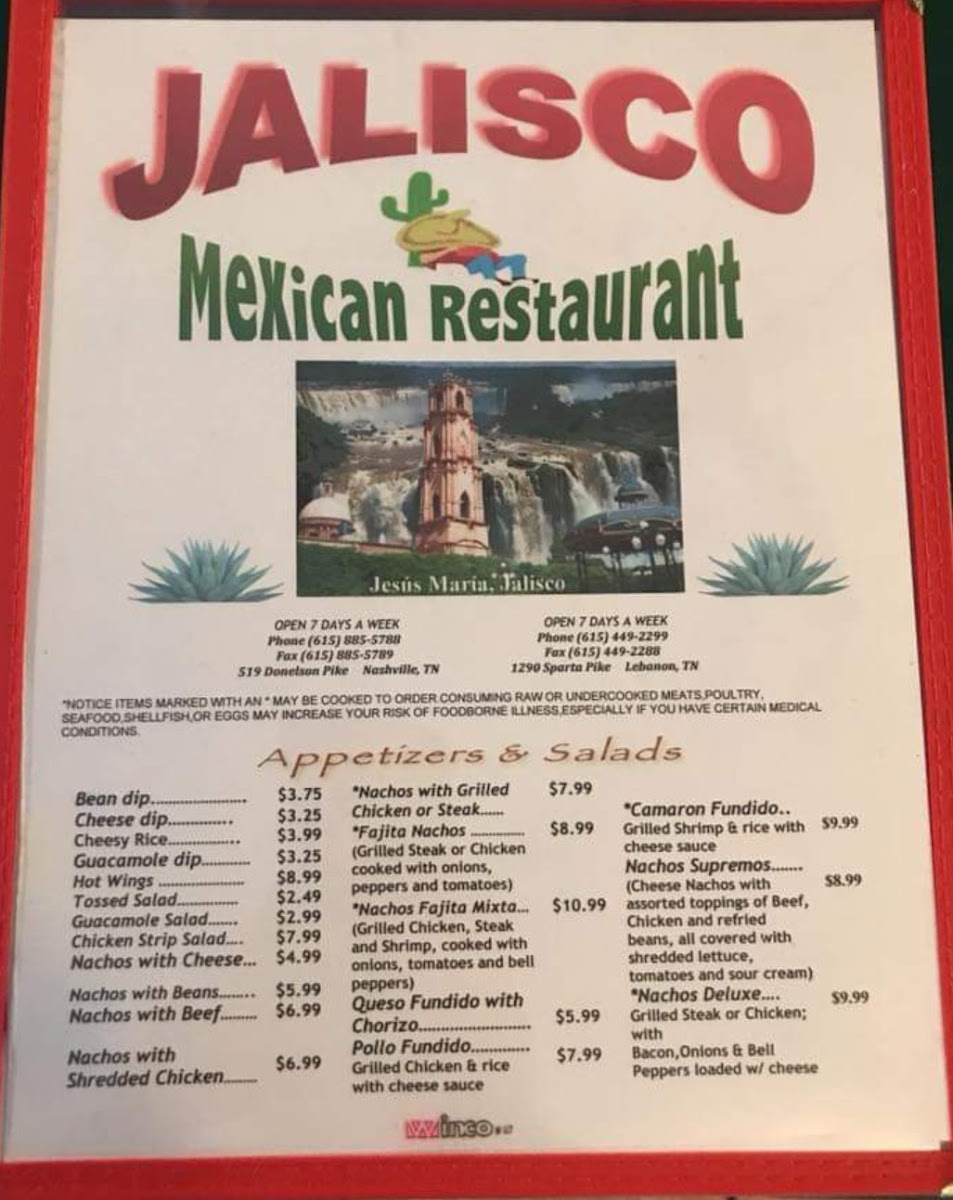 JALISCO
Mexican Restaurant
Jesús María, Jalisco
OPEN 7 DAYS A WEEK
Phone (615) 885-5788
Fax (615) 885-5789
519 Donelson Pike Nashville, TN
OPEN 7 DAYS A WEEK
Phone (615) 449-2299
Fax (615) 449-2288
1290 Sparta Pike Lebanon, TN
*NOTICE ITEMS MARKED WITH AN * MAY BE COOKED TO ORDER.CONSUMING RAW OR UNDERCOOKED MEATS,POULTRY,
SEAFOOD,SHELLFISH,OR EGGS MAY INCREASE YOUR RISK OF FOODBORNE ILLNESS,ESPECIALLY IF YOU HAVE CERTAIN MEDICAL
CONDITIONS.
Appetizers & Salads
Bean dip........................ $3.75
Cheese dip............. $3.25
Cheesy Rice.................. $3.99
Guacamole dip............ $3.25
Hot Wings ..................... $8.99
Tossed Salad............... $2.49
Guacamole Salad....... $2.99
Chicken Strip Salad.... $7.99
Nachos with Cheese... $4.99
Nachos with Beans........ $5.99
Nachos with Beef......... $6.99
Nachos with
Shredded Chicken........ $6.99
*Nachos with Grilled $7.99
Chicken or Steak......
*Fajita Nachos ............. $8.99
(Grilled Steak or Chicken
cooked with onions,
peppers and tomatoes)
*Nachos Fajita Mixta... $10.99
(Grilled Chicken, Steak
and Shrimp, cooked with
onions, tomatoes and bell
peppers)
Queso Fundido with
Chorizo........................... $5.99
Pollo Fundido.............. $7.99
Grilled Chicken & rice
with cheese sauce
*Camaron Fundido..
Grilled Shrimp & rice with $9.99
cheese sauce
Nachos Supremos.......
(Cheese Nachos with $8.99
assorted toppings of Beef,
Chicken and refried
beans, all covered with
shredded lettuce,
tomatoes and sour cream)
*Nachos Deluxe.... $9.99
Grilled Steak or Chicken;
with
Bacon,Onions & Bell
Peppers loaded w/ cheese
Winco